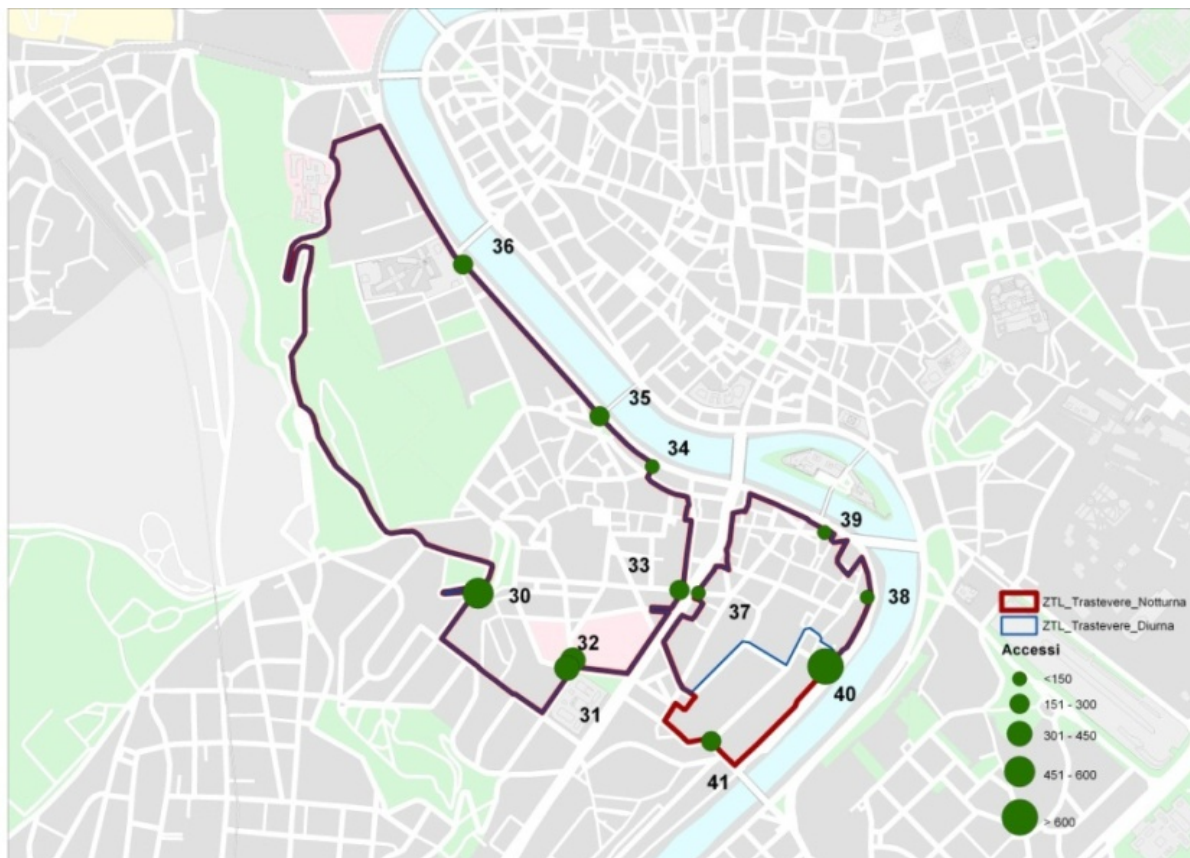 36
35
34
39
33
30
37
38
32
40
31
41
ZTL_Trastevere_Notturna
ZTL_Trastevere_Diurna
Accessi
<150
151 - 300
301 - 450
451 - 600
> 600